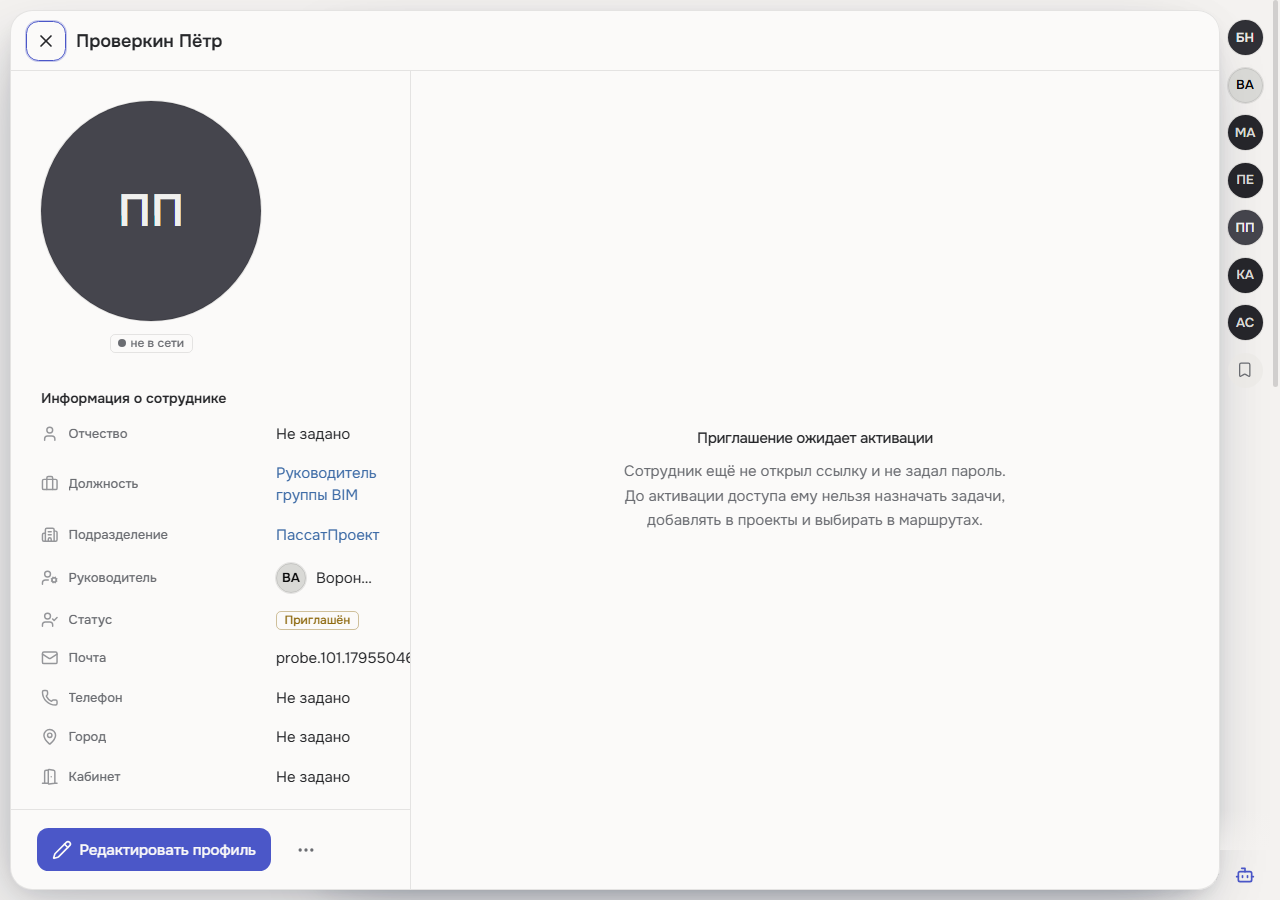 Проверкин Пётр
БН
ВА
МА
ПЕ
ПП
КА
АС
ПП
не в сети
Информация о сотруднике
Отчество Не задано
Должность Руководитель группы BIM
Подразделение ПассатПроект
Руководитель ВА Ворон...
Статус Приглашён
Почта probe.101.1795504
Телефон Не задано
Город Не задано
Кабинет Не задано
Редактировать профиль
Приглашение ожидает активации
Сотрудник ещё не открыл ссылку и не задал пароль.
До активации доступа ему нельзя назначать задачи,
добавлять в проекты и выбирать в маршрутах.